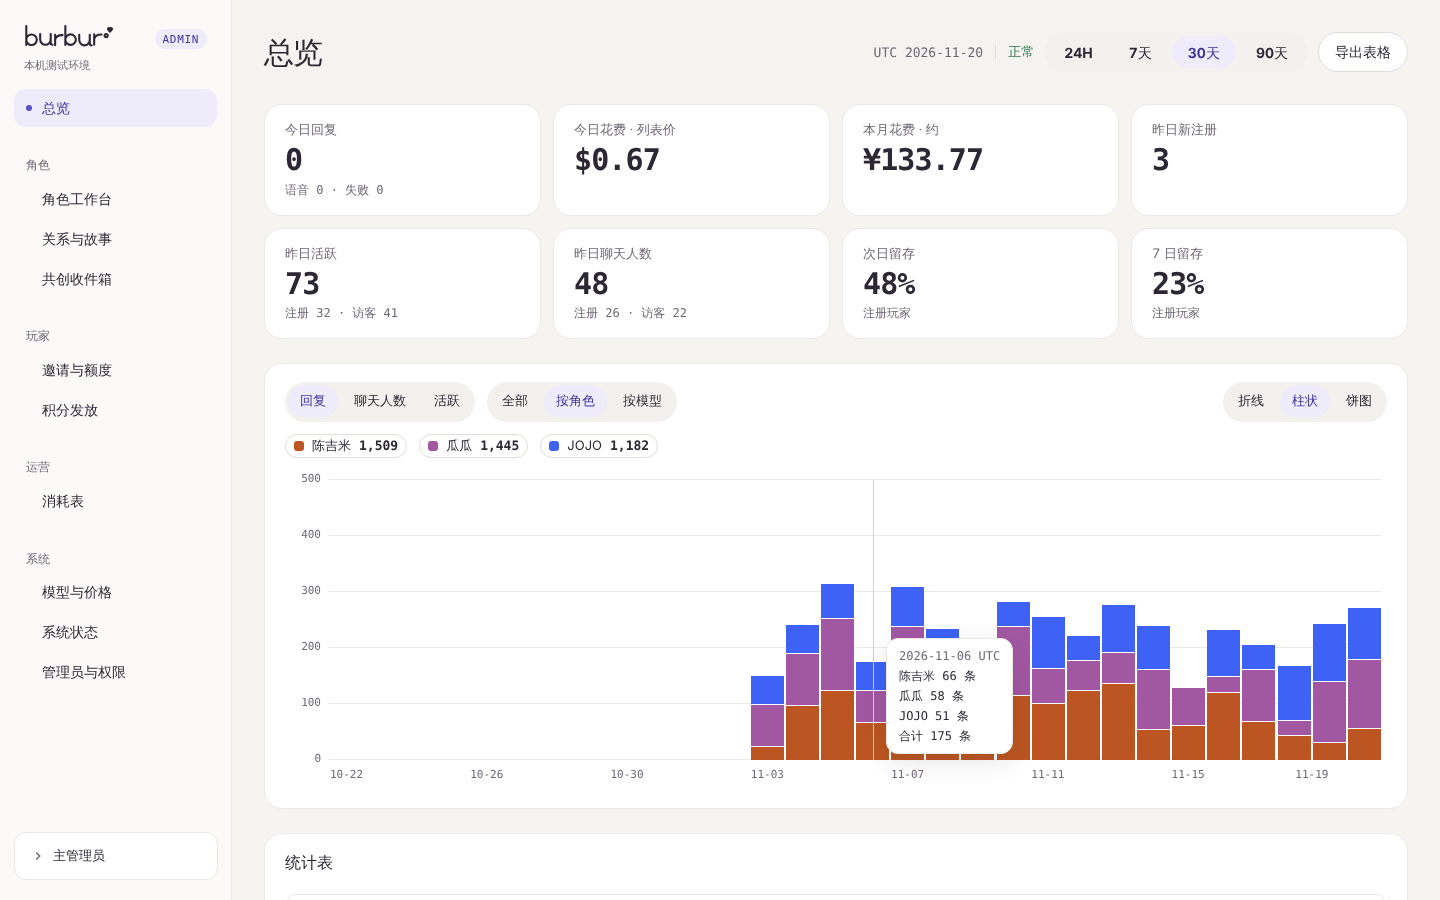 burbur
ADMIN
本机测试环境
总览
角色
角色工作台
关系与故事
共创收件箱
玩家
邀请与额度
积分发放
运营
消耗表
系统
模型与价格
系统状态
管理员与权限
主管理员
总览
UTC 2026-11-20
正常
24H 7天 30天 90天
导出表格
今日回复
0
语音 0 · 失败 0
今日花费 · 列表价
$0.67
本月花费 · 约
¥133.77
昨日新注册
3
昨日活跃
73
注册 32 · 访客 41
昨日聊天人数
48
注册 26 · 访客 22
次日留存
48%
注册玩家
7 日留存
23%
注册玩家
回复 聊天人数 活跃
全部 按角色 按模型
折线 柱状 饼图
陈吉米 1,509
瓜瓜 1,445
JOJO 1,182
500
400
300
200
100
0
2026-11-06 UTC
陈吉米 66 条
瓜瓜 58 条
JOJO 51 条
合计 175 条
10-22 10-26 10-30 11-03 11-07 11-11 11-15 11-19
统计表